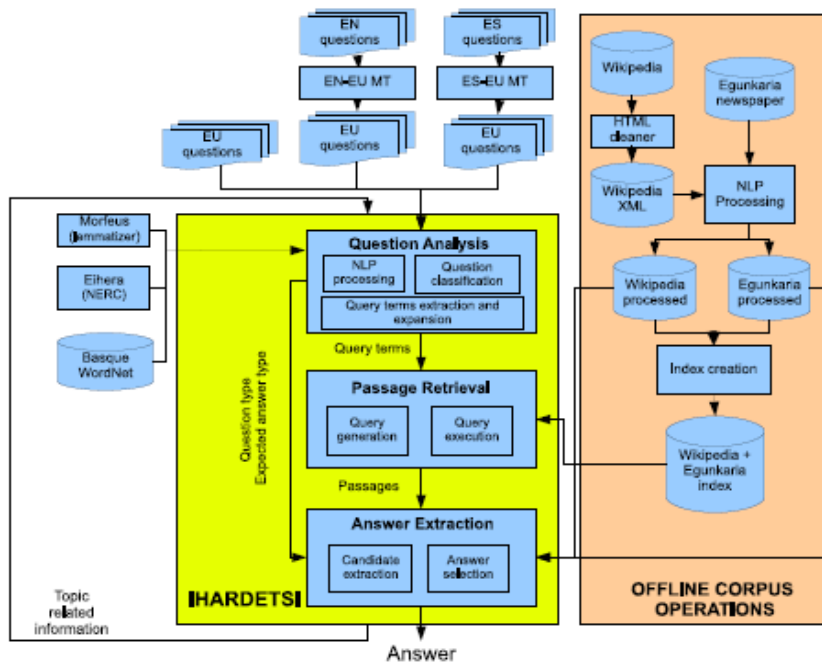 EN
questions
ES
questions
EN-EU MT
ES-EU MT
EU
questions
EU
questions
EU
questions
Wikipedia
Egunkaria
newspaper
HTML
cleaner
Wikipedia
XML
NLP
Processing
Wikipedia
processed
Egunkaria
processed
Index creation
Wikipedia +
Egunkaria
index
OFFLINE CORPUS
OPERATIONS
Morfeus
(lemmatizer)
Eihera
(NERC)
Basque
WordNet
Question Analysis
NLP
processing
Question
classification
Query terms extraction and
expansion
Query terms
Question type
Expected answer type
Passage Retrieval
Query
generation
Query
execution
Passages
Answer Extraction
Candidate
extraction
Answer
selection
IHARDETSI
Topic
related
information
Answer